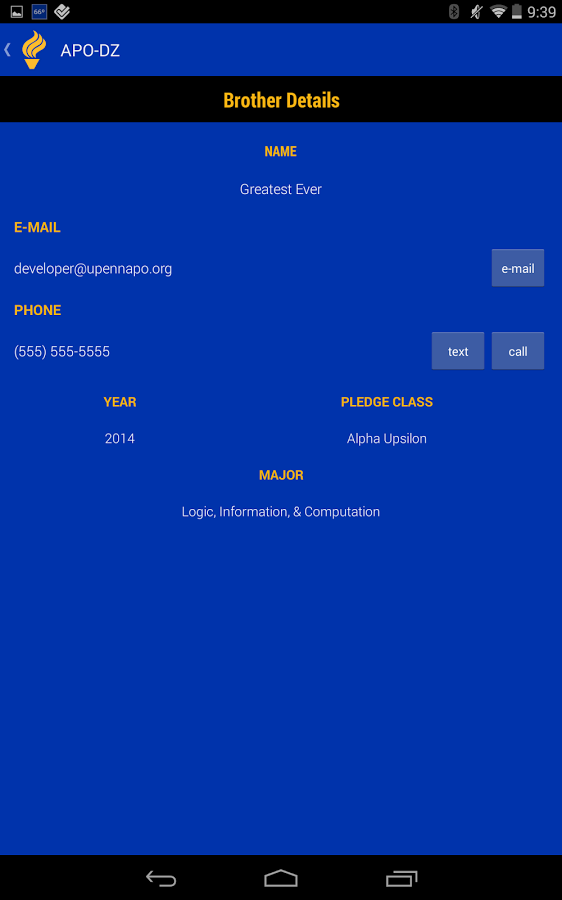 66° 9:39
APO-DZ
Brother Details
NAME
Greatest Ever
E-MAIL
developer@upennapo.org e-mail
PHONE
(555) 555-5555 text call
YEAR PLEDGE CLASS
2014 Alpha Upsilon
MAJOR
Logic, Information, & Computation